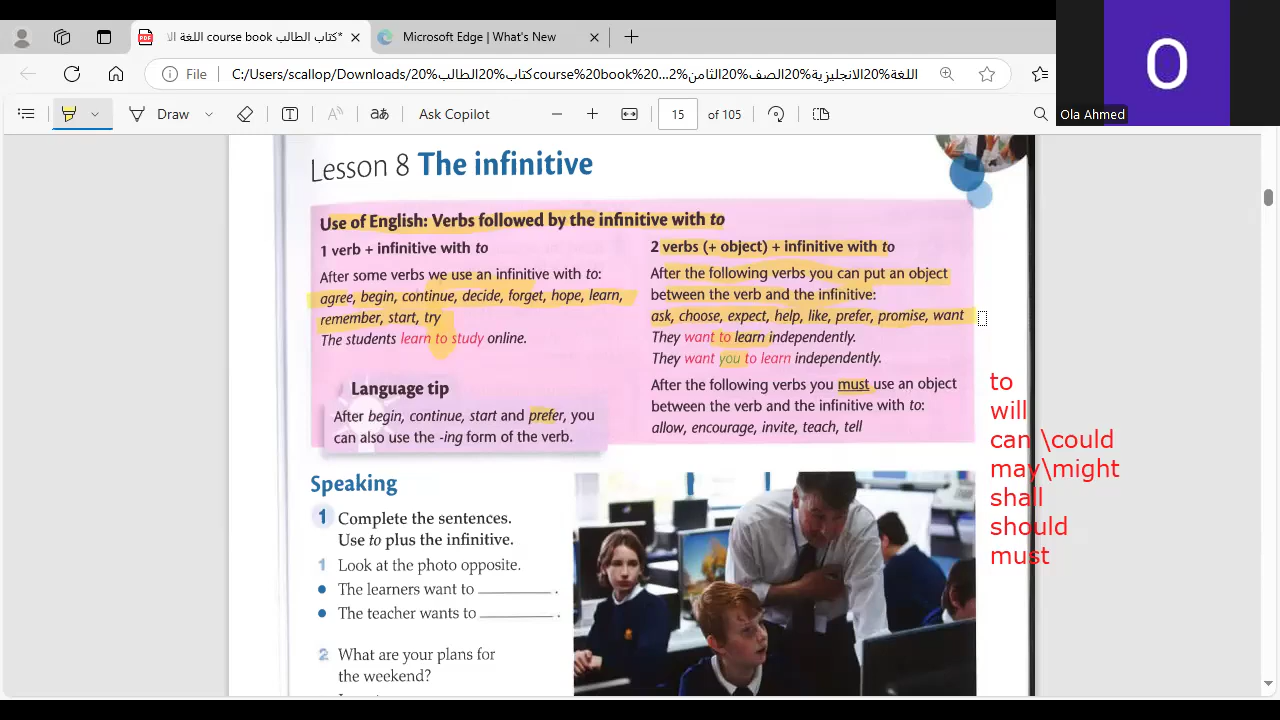 كتاب الطالب course book اللغة الا*
Microsoft Edge | What's New
File
C:/Users/scallop/Downloads/20%كتاب%20الطالبcourse%20book%20...2%اللغة%20الانجليزية%20الصف%20الثامن
Draw
aあ
Ask Copilot
15
of 105
O
Ola Ahmed
Lesson 8 The infinitive
Use of English: Verbs followed by the infinitive with to
1 verb + infinitive with to
After some verbs we use an infinitive with to:
agree, begin, continue, decide, forget, hope, learn,
remember, start, try
The students learn to study online.
Language tip
After begin, continue, start and prefer, you
can also use the -ing form of the verb.
2 verbs (+ object) + infinitive with to
After the following verbs you can put an object
between the verb and the infinitive:
ask, choose, expect, help, like, prefer, promise, want
They want to learn independently.
They want you to learn independently.
After the following verbs you must use an object
between the verb and the infinitive with to:
allow, encourage, invite, teach, tell
to
will
can \could
may\might
shall
should
must
Speaking
1 Complete the sentences.
Use to plus the infinitive.
1 Look at the photo opposite.
• The learners want to ________ .
• The teacher wants to ________ .
2 What are your plans for
the weekend?